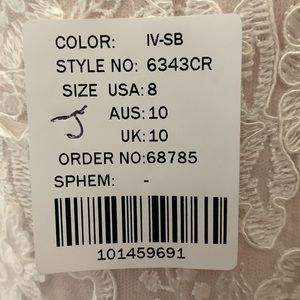 COLOR: IV-SB
STYLE NO: 6343CR
SIZE USA: 8
AUS: 10
UK: 10
ORDER NO: 68785
SPHEM: -
101459691